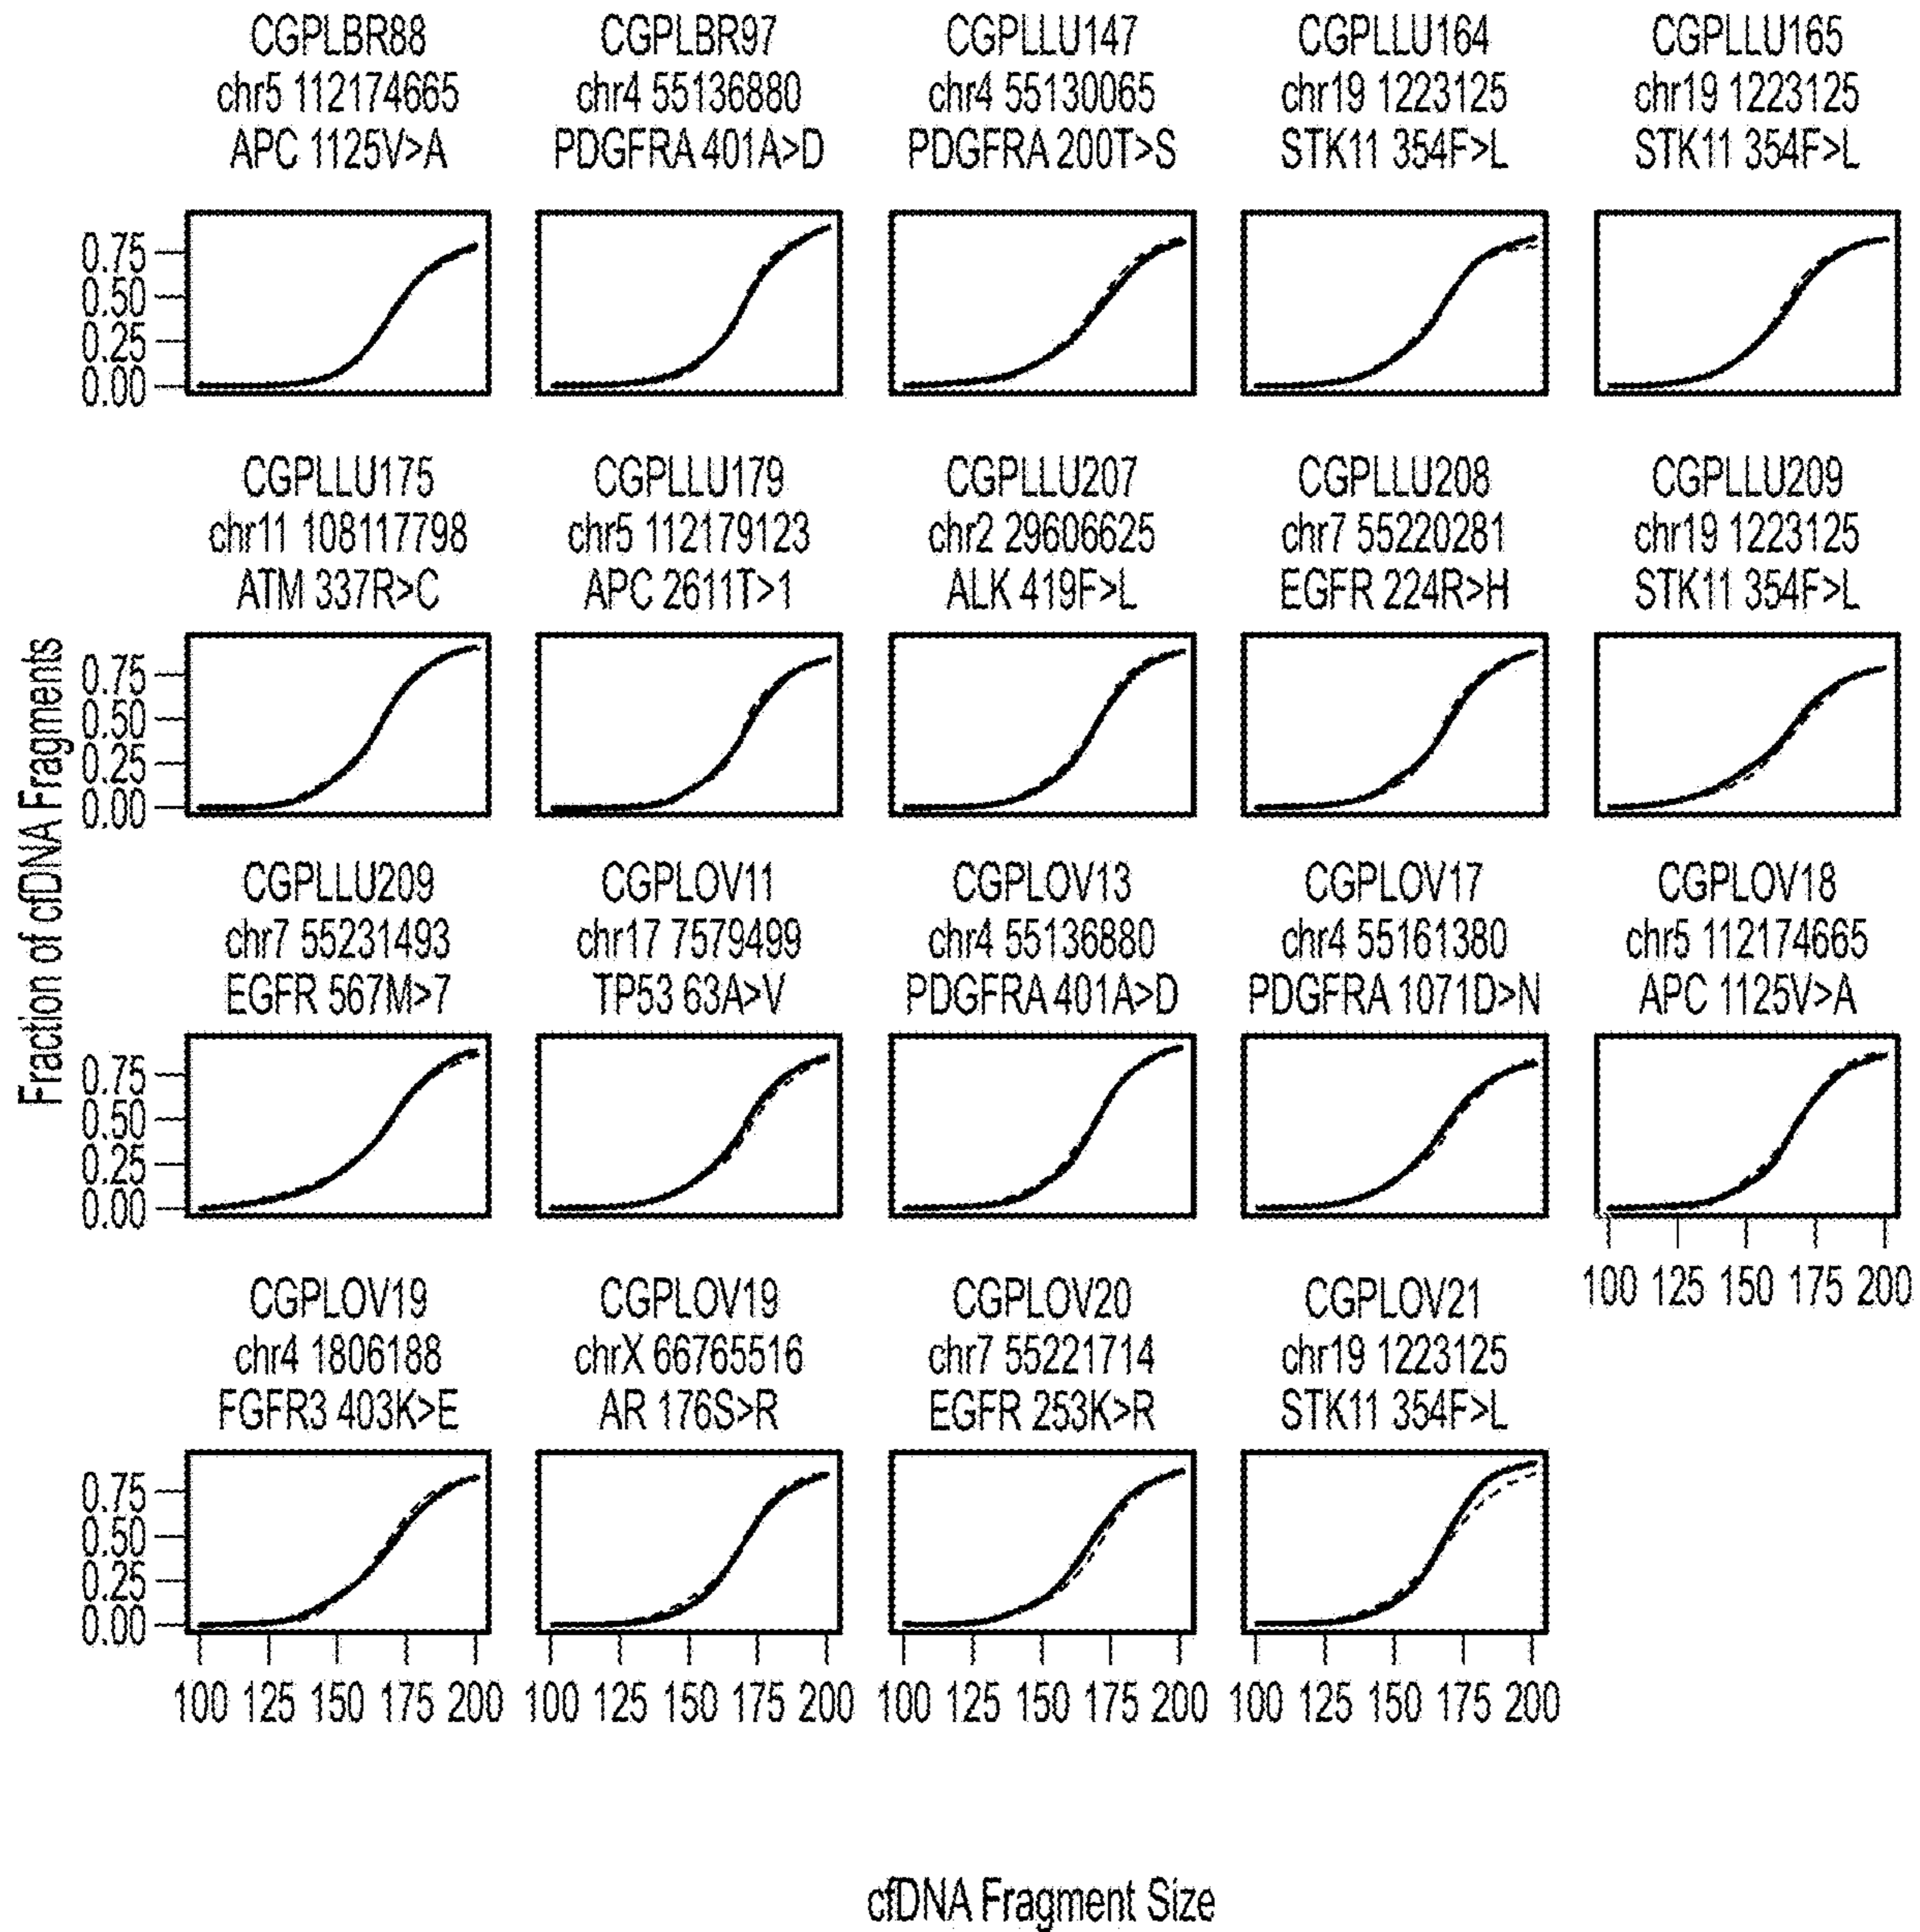 CGPLBR88
chr5 112174665
APC 1125V>A
CGPLBR97
chr4 55136880
PDGFRA 401A>D
CGPLLU147
chr4 55130065
PDGFRA 200T>S
CGPLLU164
chr19 1223125
STK11 354F>L
CGPLLU165
chr19 1223125
STK11 354F>L
0.75
0.50
0.25
0.00
CGPLLU175
chr11 108117798
ATM 337R>C
CGPLLU179
chr5 112179123
APC 2611T>1
CGPLLU207
chr2 29606625
ALK 419F>L
CGPLLU208
chr7 55220281
EGFR 224R>H
CGPLLU209
chr19 1223125
STK11 354F>L
0.75
0.50
0.25
0.00
Fraction of cfDNA Fragments
CGPLLU209
chr7 55231493
EGFR 567M>7
CGPLOV11
chr17 7579499
TP53 63A>V
CGPLOV13
chr4 55136880
PDGFRA 401A>D
CGPLOV17
chr4 55161380
PDGFRA 1071D>N
CGPLOV18
chr5 112174665
APC 1125V>A
0.75
0.50
0.25
0.00
100 125 150 175 200
CGPLOV19
chr4 1806188
FGFR3 403K>E
CGPLOV19
chrX 66765516
AR 176S>R
CGPLOV20
chr7 55221714
EGFR 253K>R
CGPLOV21
chr19 1223125
STK11 354F>L
0.75
0.50
0.25
0.00
100 125 150 175 200
100 125 150 175 200
100 125 150 175 200
100 125 150 175 200
cfDNA Fragment Size